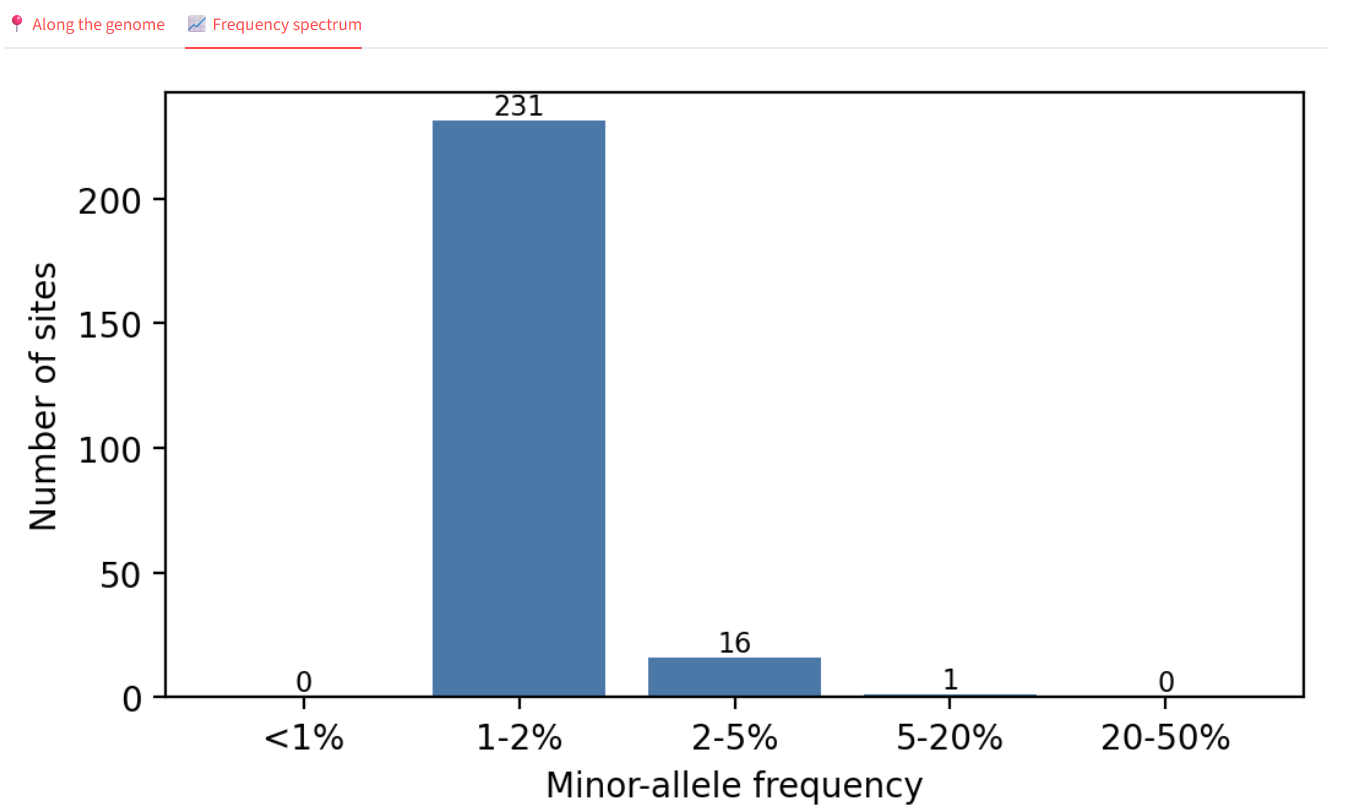 📍 Along the genome 📈 Frequency spectrum
231
200
150
100
50
0
16
1
0
0
Number of sites
<1% 1-2% 2-5% 5-20% 20-50%
Minor-allele frequency